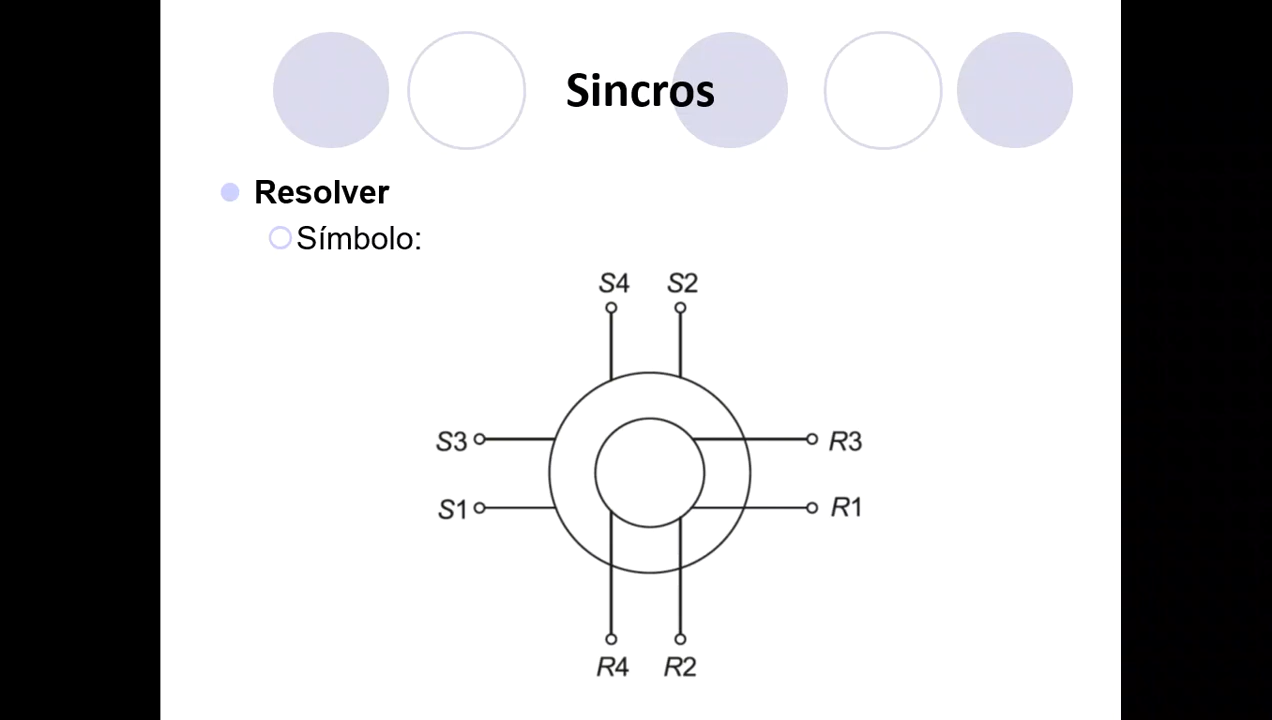 Sincros
Resolver
Símbolo:
S4 S2
S3 R3
S1 R1
R4 R2